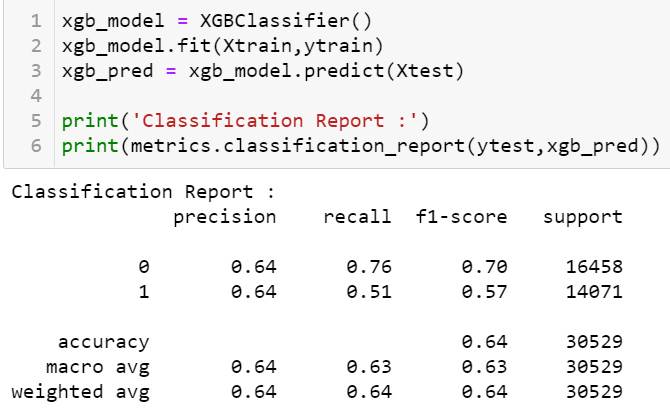 1 xgb_model = XGBClassifier()
2 xgb_model.fit(Xtrain,ytrain)
3 xgb_pred = xgb_model.predict(Xtest)
4
5 print('Classification Report :')
6 print(metrics.classification_report(ytest,xgb_pred))
Classification Report :
precision recall f1-score support
0 0.64 0.76 0.70 16458
1 0.64 0.51 0.57 14071
accuracy 0.64 30529
macro avg 0.64 0.63 0.63 30529
weighted avg 0.64 0.64 0.64 30529